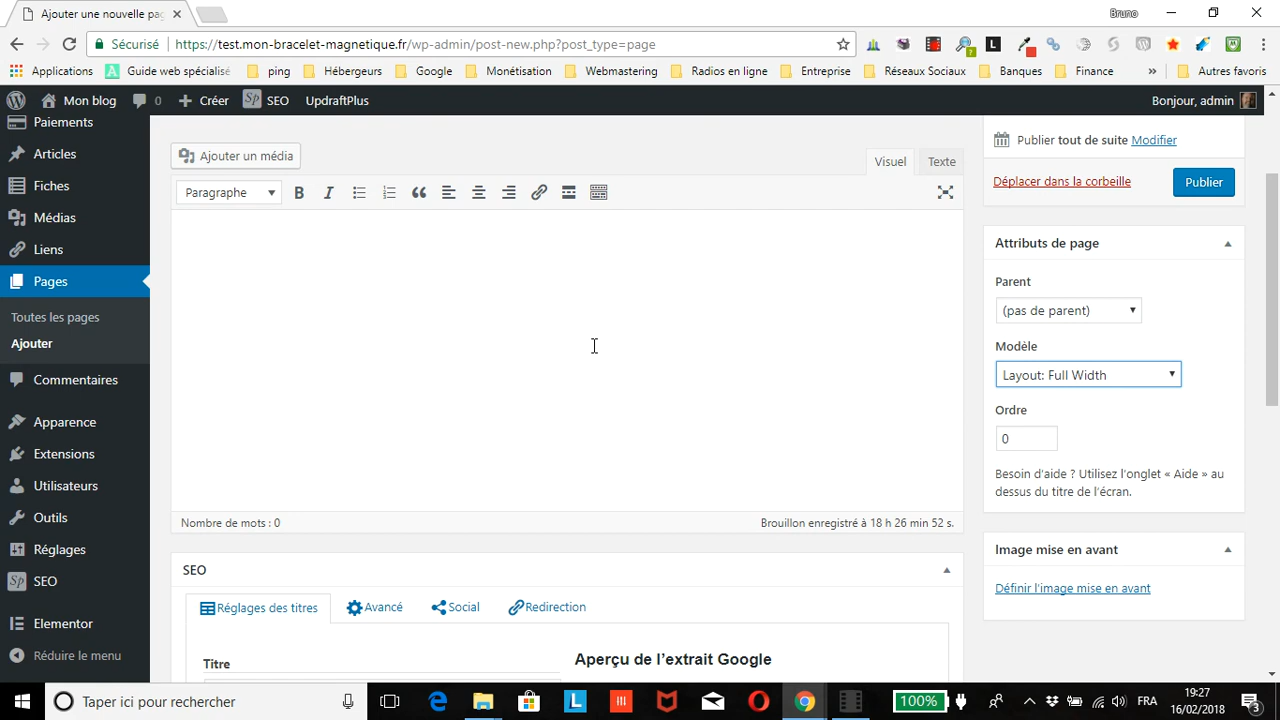 Ajouter une nouvelle pag
Bruno
Sécurisé
https://test.mon-bracelet-magnetique.fr/wp-admin/post-new.php?post_type=page
Applications
Guide web spécialisé
ping
Hébergeurs
Google
Monétisation
Webmastering
Radios en ligne
Entreprise
Réseaux Sociaux
Banques
Finance
Autres favoris
Mon blog
0
Créer
Sp SEO
UpdraftPlus
Bonjour, admin
Paiements
Articles
Fiches
Médias
Liens
Pages
Toutes les pages
Ajouter
Commentaires
Apparence
Extensions
Utilisateurs
Outils
Réglages
Sp SEO
Elementor
Réduire le menu
Ajouter un média
Visuel
Texte
Paragraphe
B I
Nombre de mots : 0
Brouillon enregistré à 18 h 26 min 52 s.
SEO
Réglages des titres
Avancé
Social
Redirection
Titre
Aperçu de l'extrait Google
Publier tout de suite Modifier
Déplacer dans la corbeille
Publier
Attributs de page
Parent
(pas de parent)
Modèle
Layout: Full Width
Ordre
0
Besoin d'aide ? Utilisez l'onglet « Aide » au
dessus du titre de l'écran.
Image mise en avant
Définir l'image mise en avant
Taper ici pour rechercher
100%
FRA
19:27
16/02/2018
3